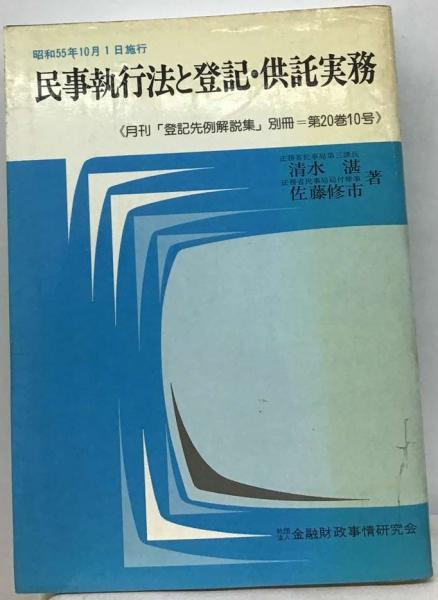 昭和55年10月1日施行
民事執行法と登記・供託実務
《月刊「登記先例解説集」別冊=第20巻10号》
法務省民事局第三課長
清水 湛
法務省民事局局付検事
佐藤修市 著
社団法人 金融財政事情研究会